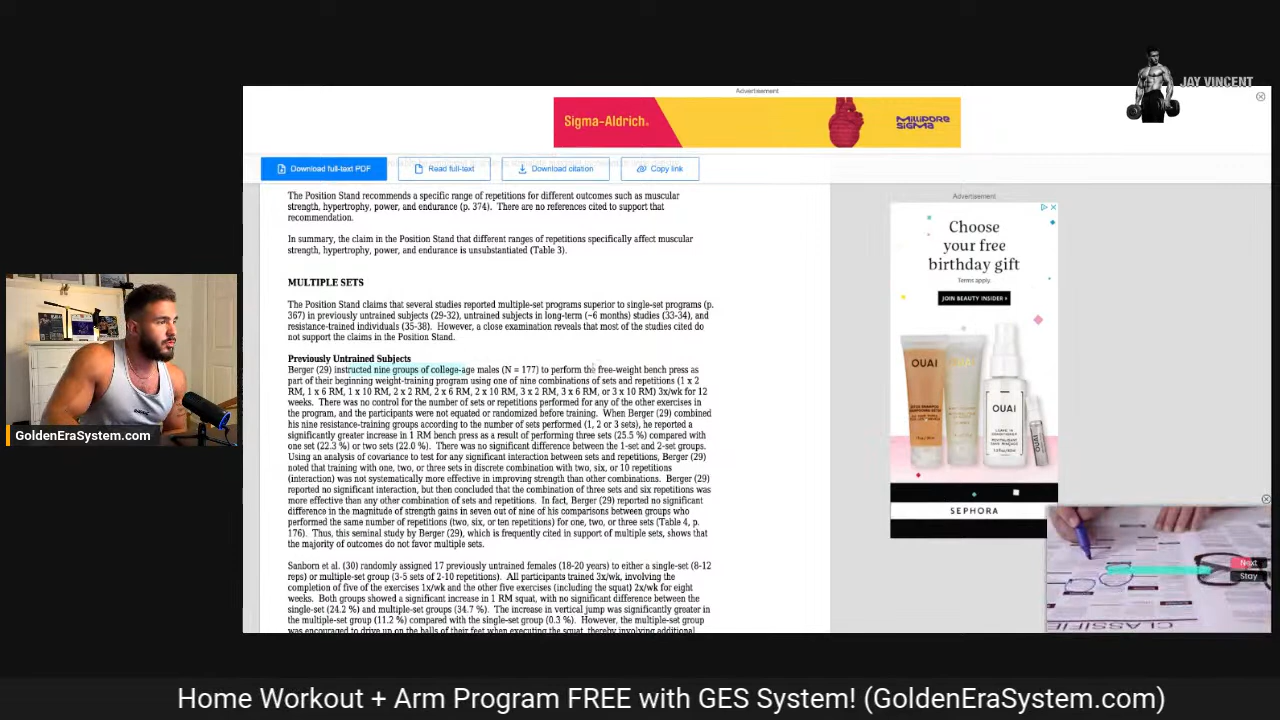 JAY VINCENT
Advertisement
Sigma-Aldrich.
MILLIPORE
SIGMA
Download full-text PDF
Read full-text
Download citation
Copy link
The Position Stand recommends a specific range of repetitions for different outcomes such as muscular
strength, hypertrophy, power, and endurance (p. 374).  There are no references cited to support that
recommendation.
In summary, the claim in the Position Stand that different ranges of repetitions specifically affect muscular
strength, hypertrophy, power, and endurance is unsubstantiated (Table 3).
MULTIPLE SETS
The Position Stand claims that several studies reported multiple-set programs superior to single-set programs (p.
367) in previously untrained subjects (29-32), untrained subjects in long-term (~6 months) studies (33-34), and
resistance-trained individuals (35-38).  However, a close examination reveals that most of the studies cited do
not support the claims in the Position Stand.
Previously Untrained Subjects
Berger (29) instructed nine groups of college-age males (N = 177) to perform the free-weight bench press as
part of their beginning weight-training program using one of nine combinations of sets and repetitions (1 x 2
RM, 1 x 6 RM, 1 x 10 RM, 2 x 2 RM, 2 x 6 RM, 2 x 10 RM, 3 x 2 RM, 3 x 6 RM, or 3 x 10 RM) 3x/wk for 12
weeks.  There was no control for the number of sets or repetitions performed for any of the other exercises in
the program, and the participants were not equated or randomized before training.  When Berger (29) combined
his nine resistance-training groups according to the number of sets performed (1, 2 or 3 sets), he reported a
significantly greater increase in 1 RM bench press as a result of performing three sets (25.5 %) compared with
one set (22.3 %) or two sets (22.0 %).  There was no significant difference between the 1-set and 2-set groups.
Using an analysis of covariance to test for any significant interaction between sets and repetitions, Berger (29)
noted that training with one, two, or three sets in discrete combination with two, six, or 10 repetitions
(interaction) was not systematically more effective in improving strength than other combinations.  Berger (29)
reported no significant interaction, but then concluded that the combination of three sets and six repetitions was
more effective than any other combination of sets and repetitions.  In fact, Berger (29) reported no significant
difference in the magnitude of strength gains in seven out of nine of his comparisons between groups who
performed the same number of repetitions (two, six, or ten repetitions) for one, two, or three sets (Table 4, p.
176).  Thus, this seminal study by Berger (29), which is frequently cited in support of multiple sets, shows that
the majority of outcomes do not favor multiple sets.
Sanborn et al. (30) randomly assigned 17 previously untrained females (18-20 years) to either a single-set (8-12
reps) or multiple-set group (3-5 sets of 2-10 repetitions).  All participants trained 3x/wk, involving the
completion of five of the exercises 1x/wk and the other five exercises (including the squat) 2x/wk for eight
weeks.  Both groups showed a significant increase in 1 RM squat, with no significant difference between the
single-set (24.2 %) and multiple-set groups (34.7 %).  The increase in vertical jump was significantly greater in
the multiple-set group (11.2 %) compared with the single-set group (0.3 %).  However, the multiple-set group
was encouraged to drive up on the balls of their feet when executing the squat, thereby involving additional
Advertisement
Choose
your free
birthday gift
Terms apply.
JOIN BEAUTY INSIDER
OUAI
OUAI
SEPHORA
Next
Stay
CLASSIFIE
GoldenEraSystem.com
Home Workout + Arm Program FREE with GES System! (GoldenEraSystem.com)